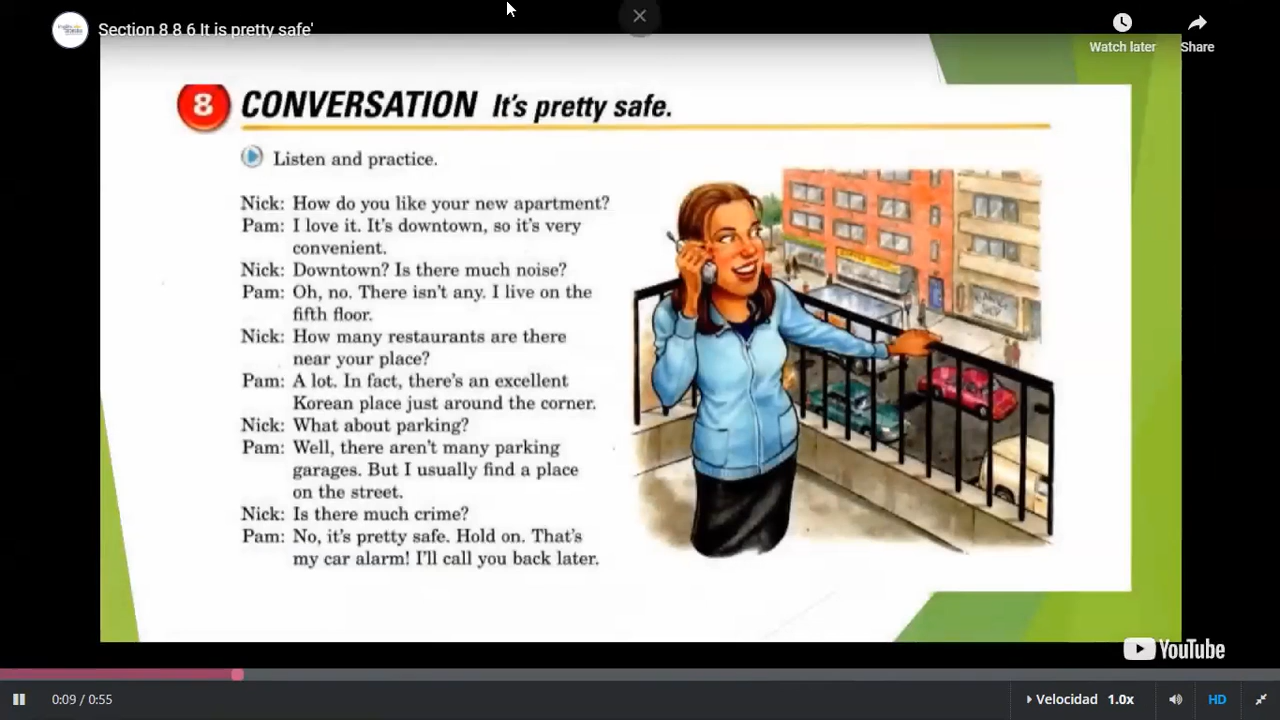 Section 8 8 6 It is pretty safe'
Watch later
Share
8 CONVERSATION It's pretty safe.
Listen and practice.
Nick: How do you like your new apartment?
Pam: I love it. It's downtown, so it's very
convenient.
Nick: Downtown? Is there much noise?
Pam: Oh, no. There isn't any. I live on the
fifth floor.
Nick: How many restaurants are there
near your place?
Pam: A lot. In fact, there's an excellent
Korean place just around the corner.
Nick: What about parking?
Pam: Well, there aren't many parking
garages. But I usually find a place
on the street.
Nick: Is there much crime?
Pam: No, it's pretty safe. Hold on. That's
my car alarm! I'll call you back later.
YouTube
0:09 / 0:55
Velocidad 1.0x
HD